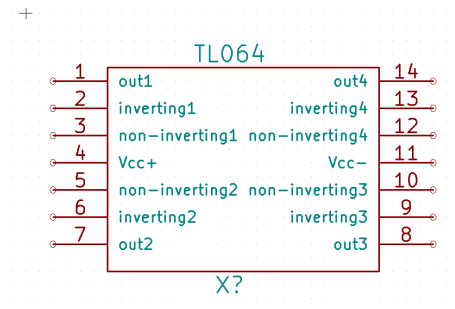 TL064
1 out1 out4 14
2 inverting1 inverting4 13
3 non-inverting1 non-inverting4 12
4 Vcc+ Vcc- 11
5 non-inverting2 non-inverting3 10
6 inverting2 inverting3 9
7 out2 out3 8
X?